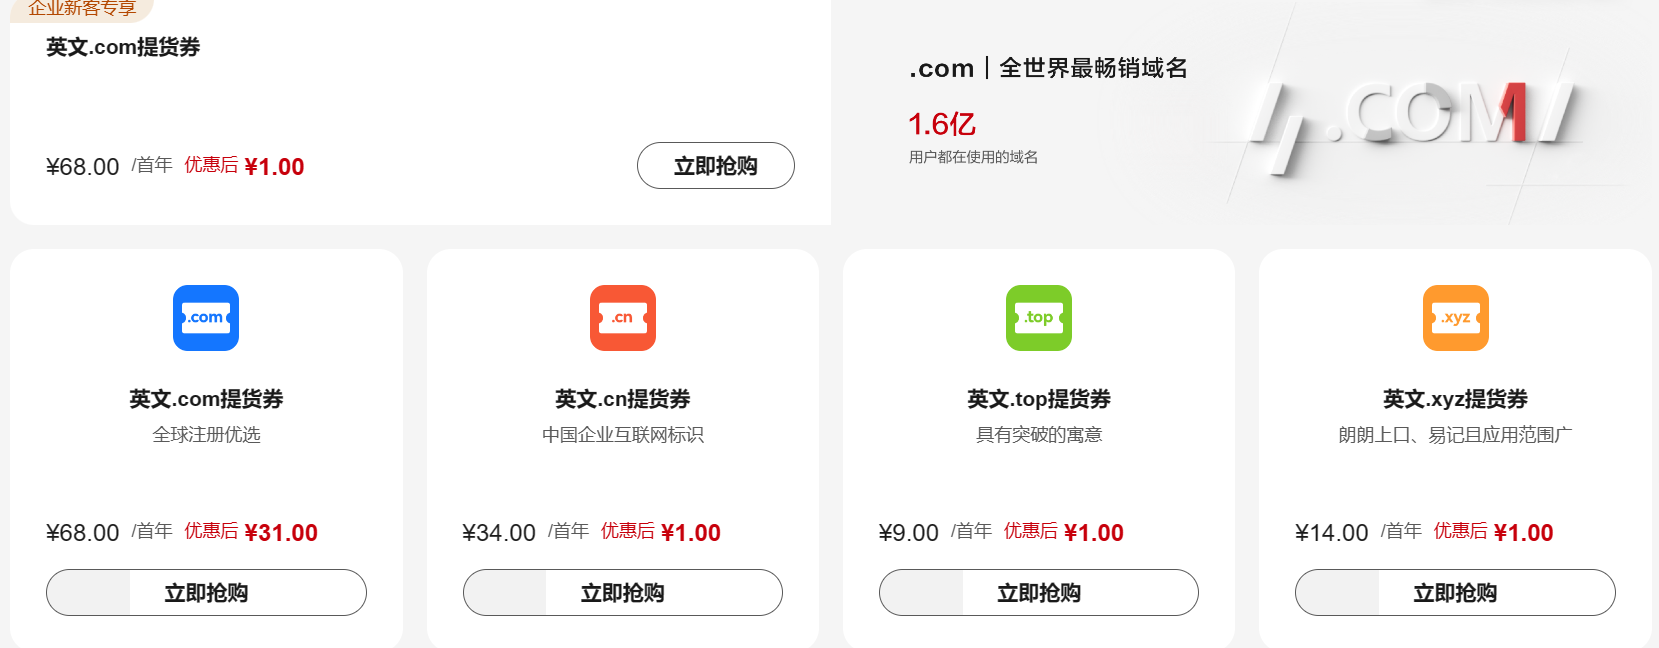 企业新客专享
英文.com提货券
¥68.00 /首年 优惠后 ¥1.00
立即抢购
.com｜全世界最畅销域名
1.6亿
用户都在使用的域名
.COM
.com
英文.com提货券
全球注册优选
¥68.00 /首年 优惠后 ¥31.00
立即抢购
.cn
英文.cn提货券
中国企业互联网标识
¥34.00 /首年 优惠后 ¥1.00
立即抢购
.top
英文.top提货券
具有突破的寓意
¥9.00 /首年 优惠后 ¥1.00
立即抢购
.xyz
英文.xyz提货券
朗朗上口、易记且应用范围广
¥14.00 /首年 优惠后 ¥1.00
立即抢购